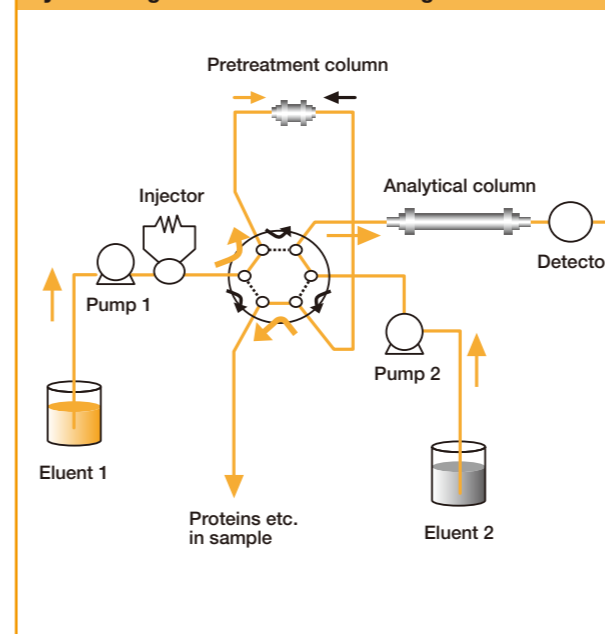 Pretreatment column
Injector
Analytical column
Pump 1
Detecto
Pump 2
Eluent 1
Proteins etc.
in sample
Eluent 2